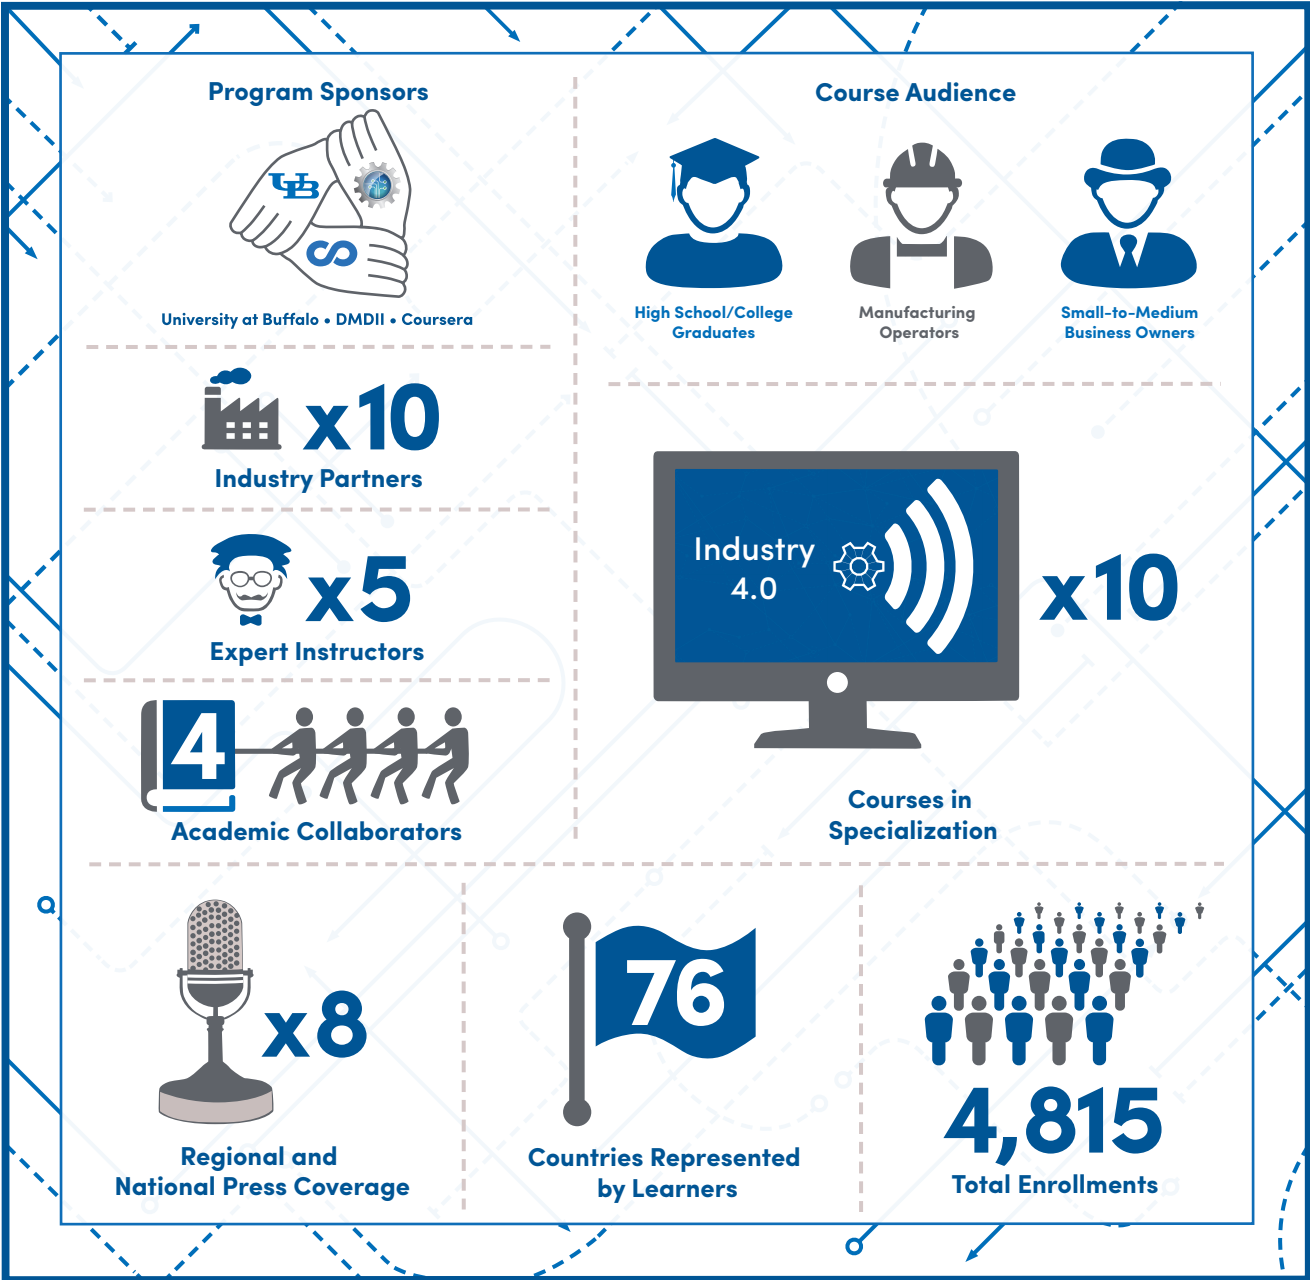 Program Sponsors
UB
University at Buffalo • DMDII • Coursera
x10
Industry Partners
x5
Expert Instructors
4
Academic Collaborators
Course Audience
High School/College
Graduates
Manufacturing
Operators
Small-to-Medium
Business Owners
Industry
4.0
x10
Courses in
Specialization
x8
Regional and
National Press Coverage
76
Countries Represented
by Learners
4,815
Total Enrollments